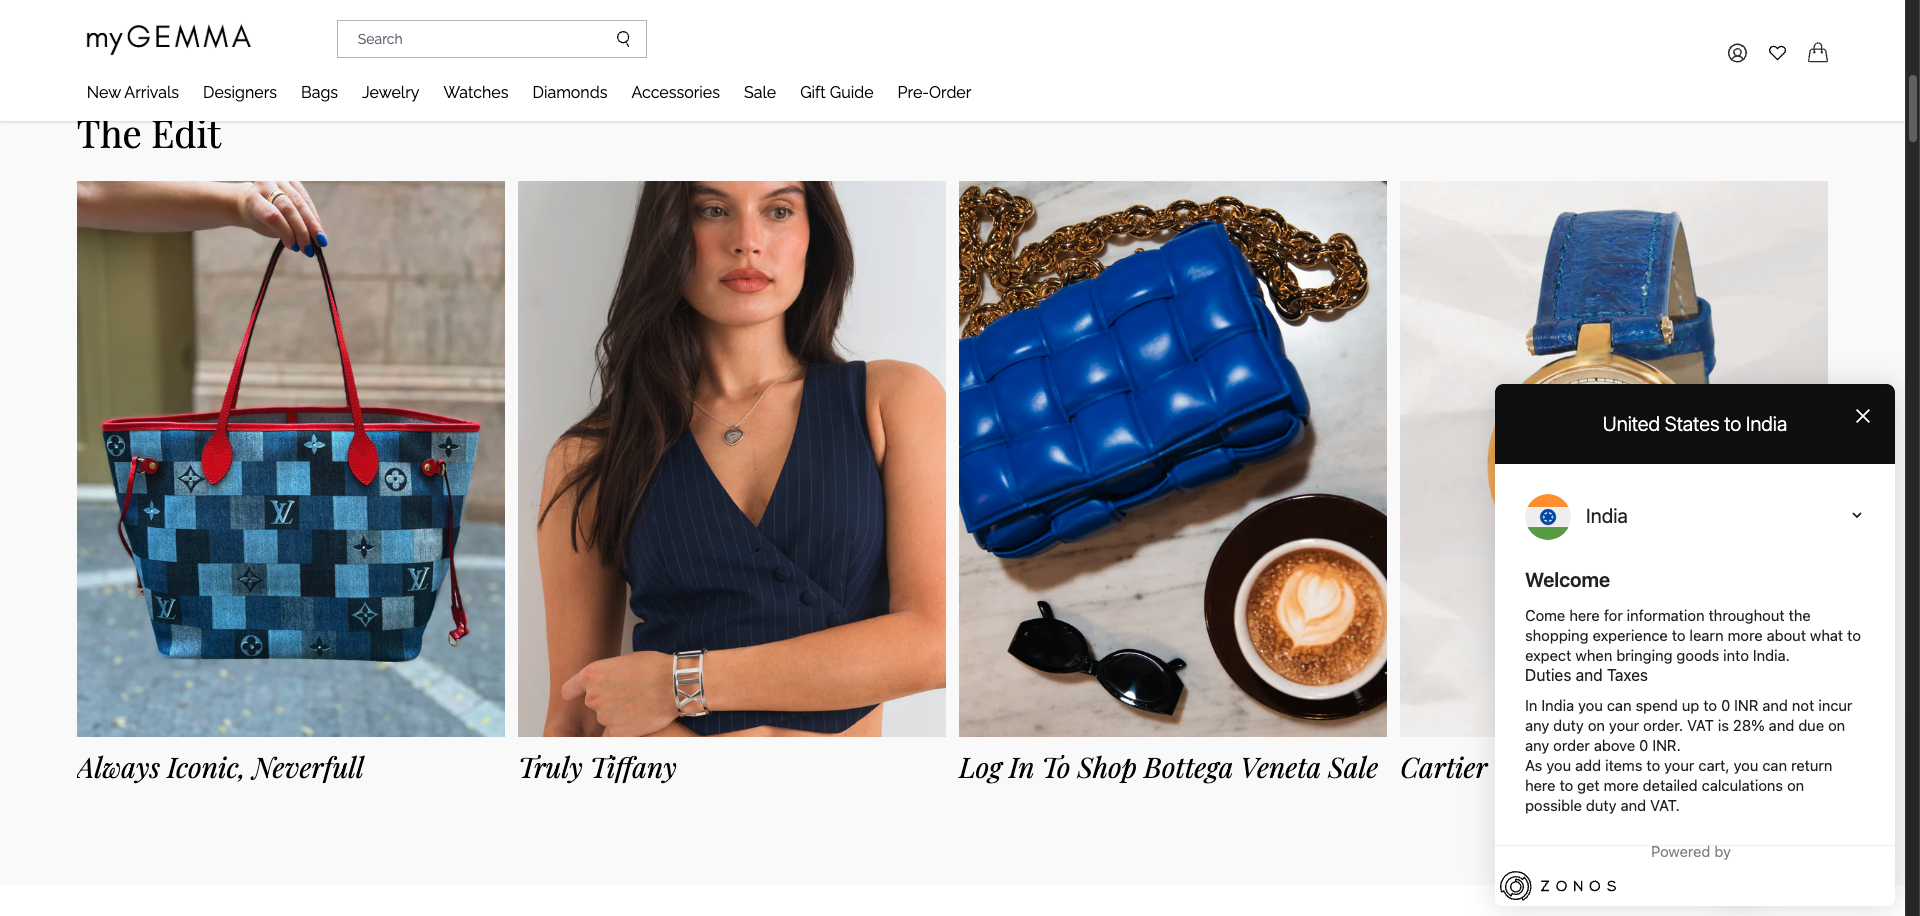 myGEMMA
Search
New Arrivals
Designers
Bags
Jewelry
Watches
Diamonds
Accessories
Sale
Gift Guide
Pre-Order
The Edit
Always Iconic, Neverfull
Truly Tiffany
Log In To Shop Bottega Veneta Sale
Cartier
United States to India
India
Welcome
Come here for information throughout the
shopping experience to learn more about what to
expect when bringing goods into India.
Duties and Taxes
In India you can spend up to 0 INR and not incur
any duty on your order. VAT is 28% and due on
any order above 0 INR.
As you add items to your cart, you can return
here to get more detailed calculations on
possible duty and VAT.
Powered by
ZONOS